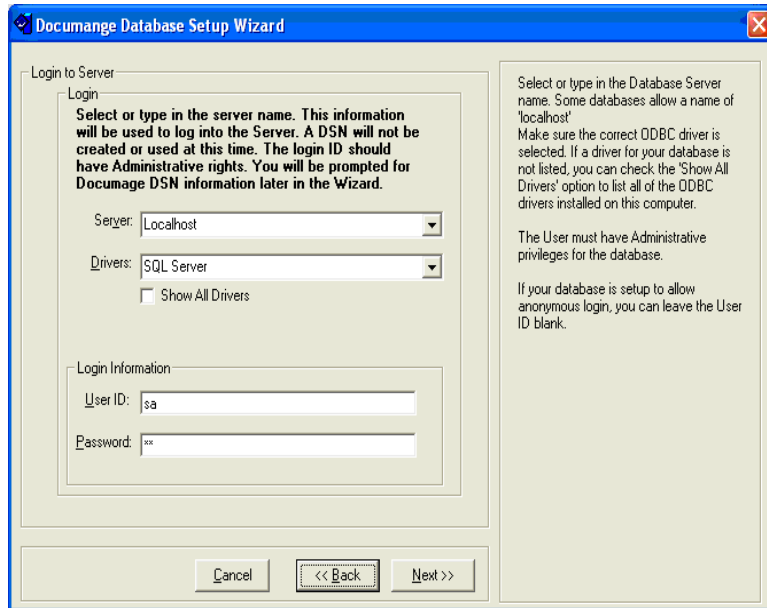 Documange Database Setup Wizard
Login to Server
Login
Select or type in the server name. This information
will be used to log into the Server. A DSN will not be
created or used at this time. The login ID should
have Administrative rights. You will be prompted for
Documage DSN information later in the Wizard.
Server: Localhost
Drivers: SQL Server
Show All Drivers
Login Information
User ID: sa
Password: **
Cancel << Back Next >>
Select or type in the Database Server
name. Some databases allow a name of
'localhost'
Make sure the correct ODBC driver is
selected. If a driver for your database is
not listed, you can check the 'Show All
Drivers' option to list all of the ODBC
drivers installed on this computer.
The User must have Administrative
privileges for the database.
If your database is setup to allow
anonymous login, you can leave the User
ID blank.